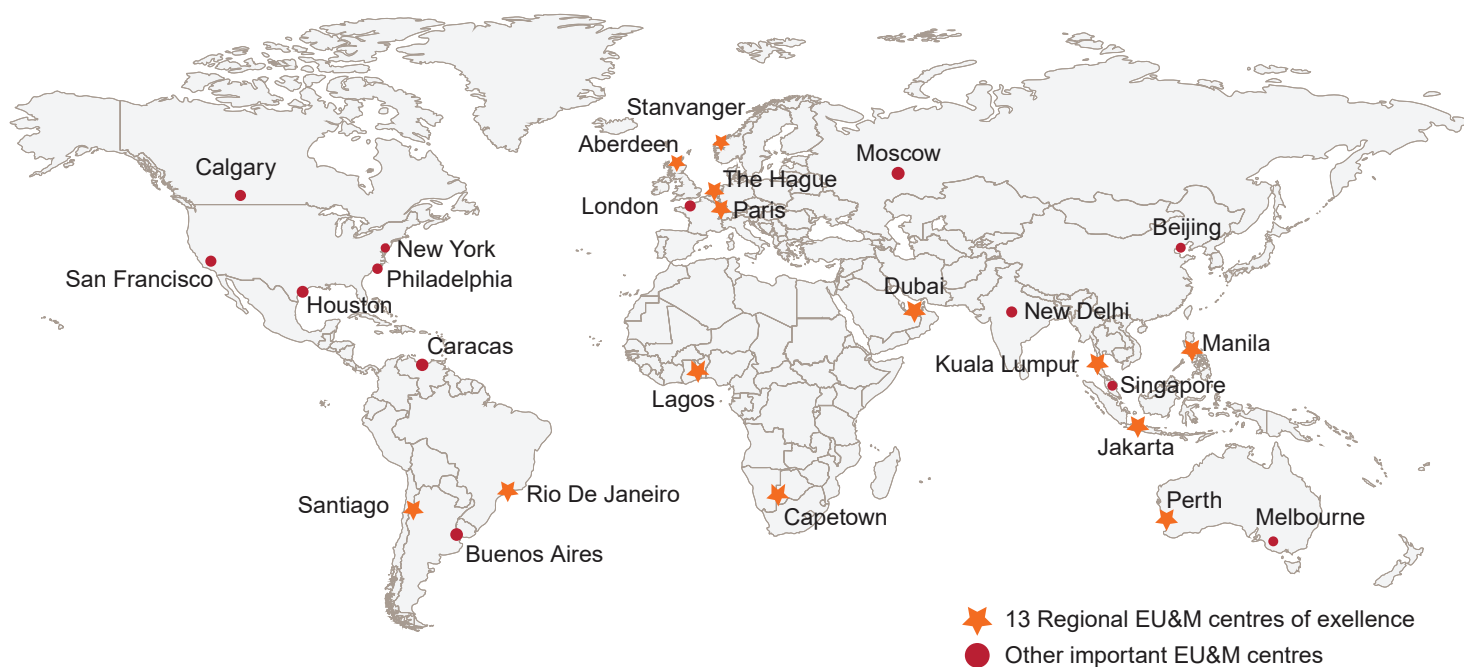 Stanvanger
Aberdeen
Calgary
Moscow
The Hague
London
Paris
New York
Beijing
San Francisco
Philadelphia
Houston
Dubai
New Delhi
Caracas
Manila
Kuala Lumpur
Singapore
Lagos
Jakarta
Santiago
Rio De Janeiro
Capetown
Perth
Melbourne
Buenos Aires
13 Regional EU&M centres of exellence
Other important EU&M centres